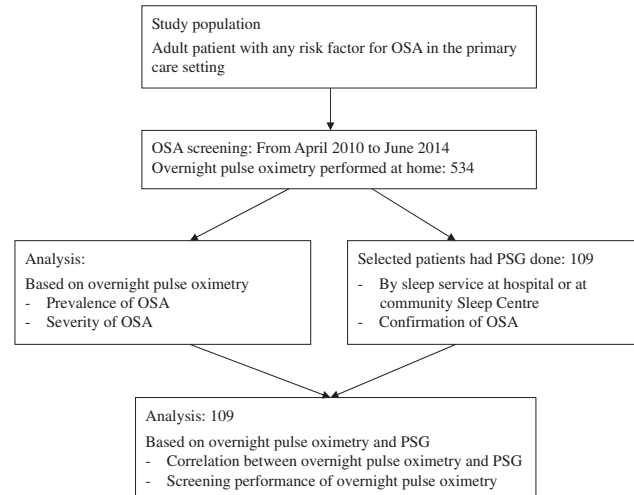 Study population
Adult patient with any risk factor for OSA in the primary
care setting
OSA screening: From April 2010 to June 2014
Overnight pulse oximetry performed at home: 534
Analysis:
Based on overnight pulse oximetry
- Prevalence of OSA
- Severity of OSA
Selected patients had PSG done: 109
- By sleep service at hospital or at
community Sleep Centre
- Confirmation of OSA
Analysis: 109
Based on overnight pulse oximetry and PSG
- Correlation between overnight pulse oximetry and PSG
- Screening performance of overnight pulse oximetry